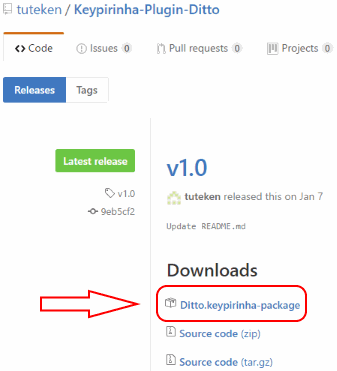 tuteken / Keypirinha-Plugin-Ditto
Code Issues 0 Pull requests 0 Projects 0
Releases Tags
Latest release
v1.0
9eb5cf2
v1.0
tuteken released this on Jan 7
Update README.md
Downloads
Ditto.keypirinha-package
Source code (zip)
Source code (tar.gz)